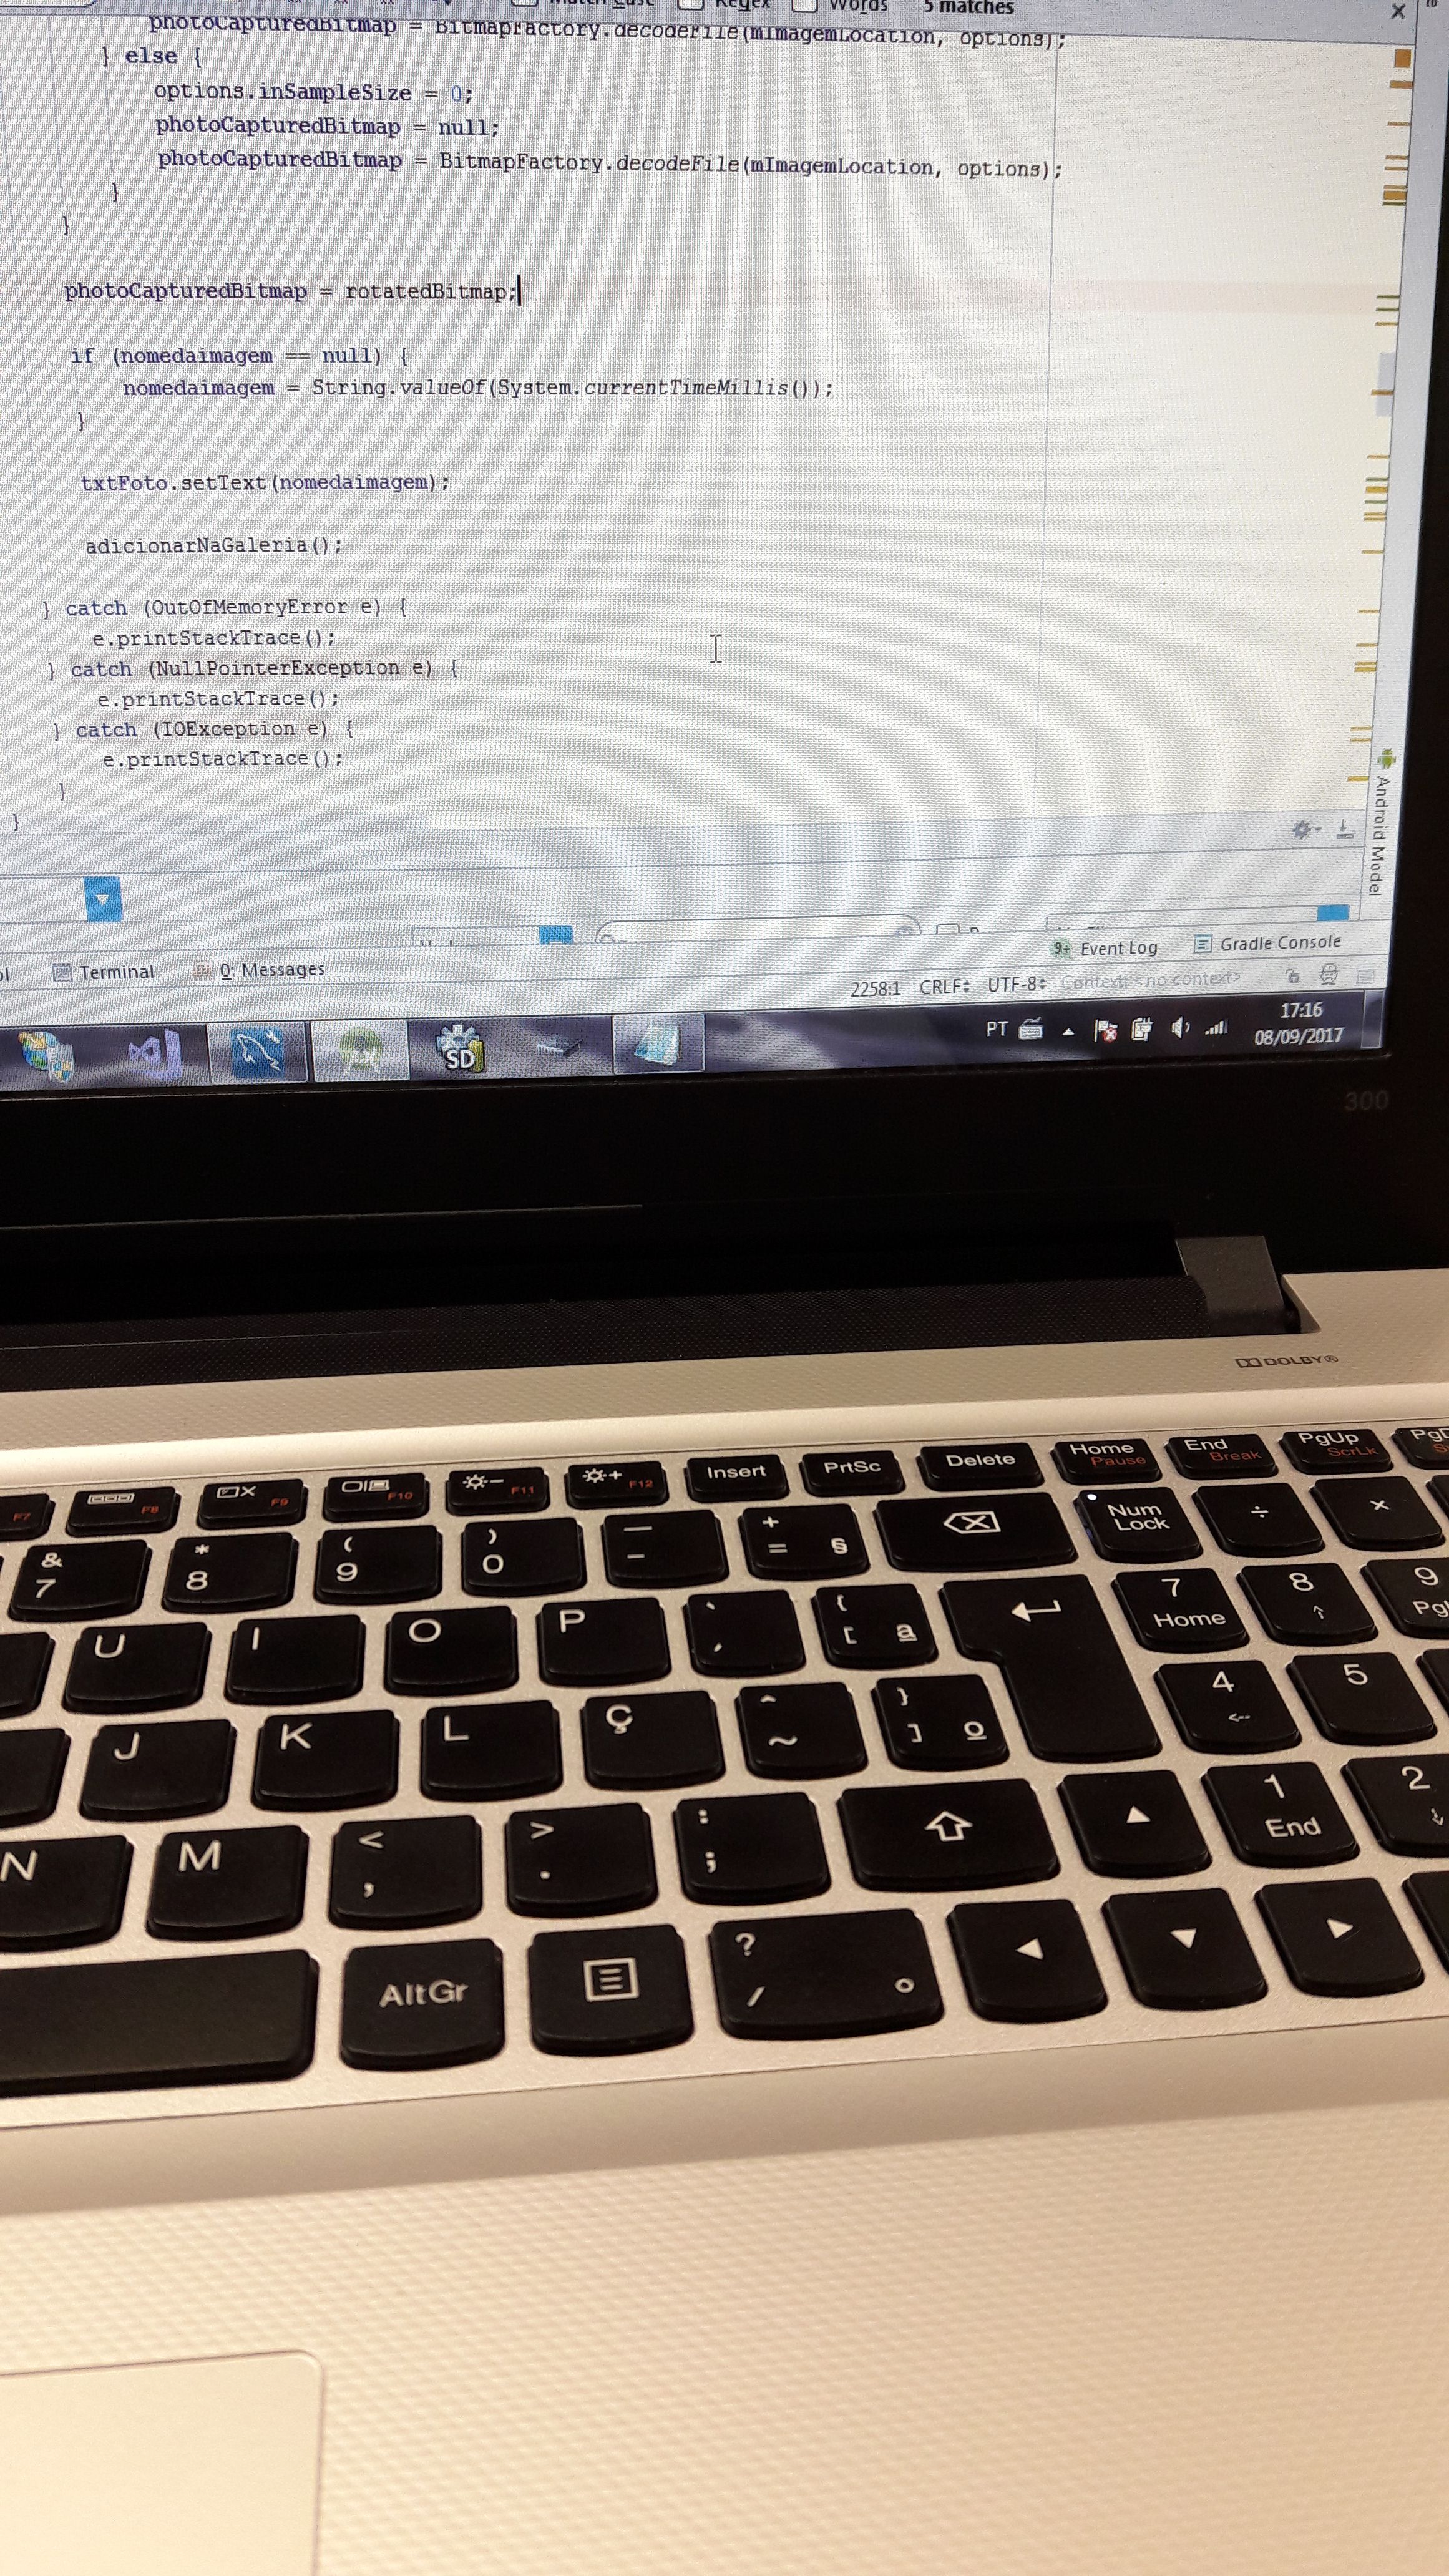 Regex Words 5 matches
photoCapturedBitmap = BitmapFactory.decodeFile(mImagemLocation, options);
} else {
options.inSampleSize = 0;
photoCapturedBitmap = null;
photoCapturedBitmap = BitmapFactory.decodeFile(mImagemLocation, options);
}
}
photoCapturedBitmap = rotatedBitmap;
if (nomedaimagem == null) {
nomedaimagem = String.valueOf(System.currentTimeMillis());
}
txtFoto.setText(nomedaimagem);
adicionarNaGaleria();
} catch (OutOfMemoryError e) {
e.printStackTrace();
} catch (NullPointerException e) {
e.printStackTrace();
} catch (IOException e) {
e.printStackTrace();
}
}
Android Model
9+ Event Log Gradle Console
Terminal 0: Messages
2258:1 CRLF UTF-8 Context: <no context>
SD PT 17:16
08/09/2017
300
DOLBY®
F7 F8 F9 F10 F11 F12 Insert PrtSc Delete Home Pause End Break PgUp ScrLk
& 7 * 8 ( 9 ) 0 _ - + = § Num Lock ÷ ×
U I O P ` ´ { [ ª 7 Home 8 9
J K L Ç ^ ~ } ] º 4 5
N M < , > . : ; 1 End 2
AltGr ? / °